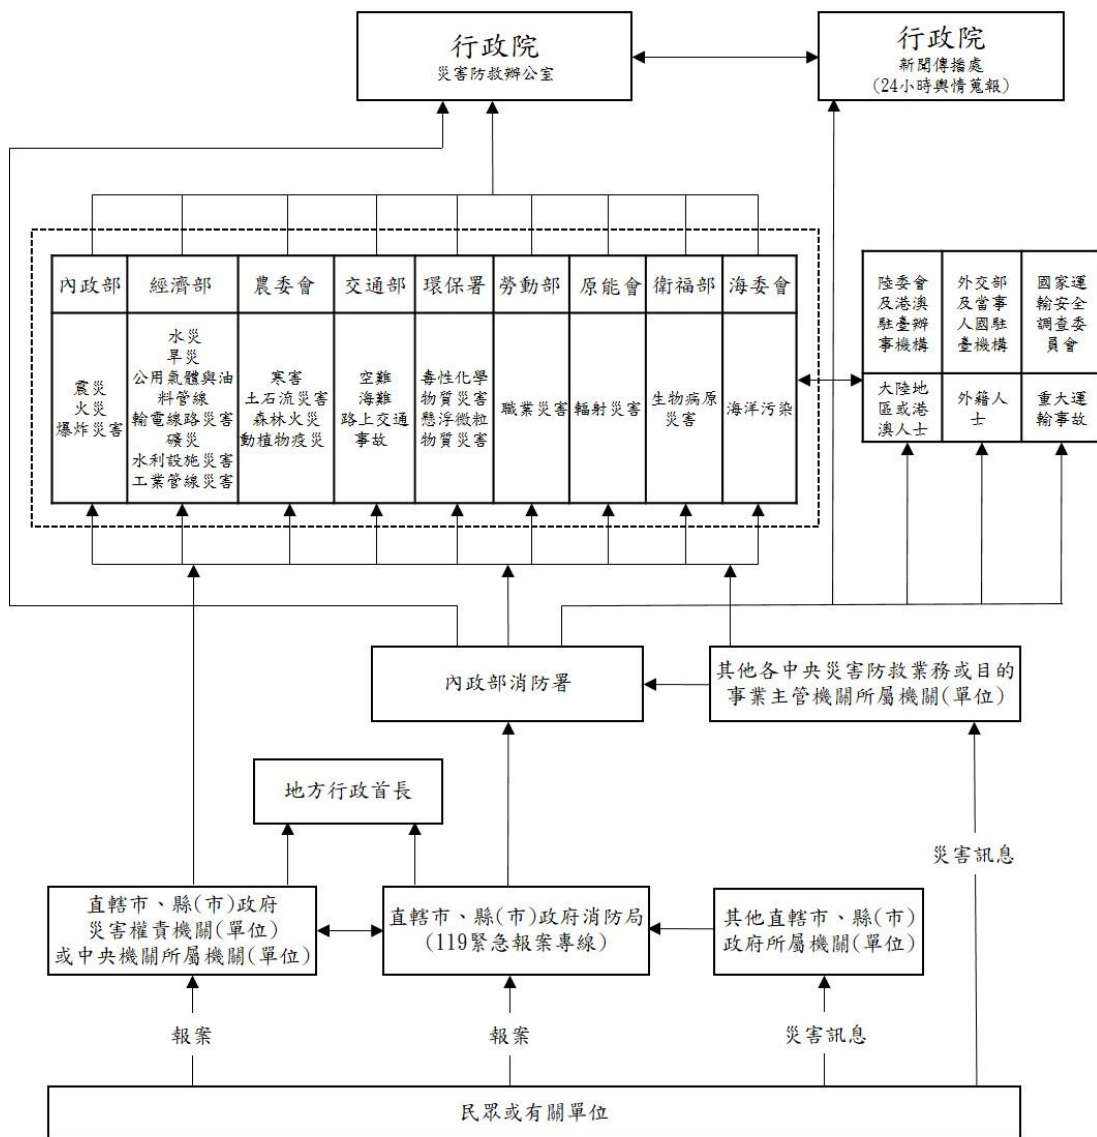 行政院
災害防救辦公室
行政院
新聞傳播處
(24小時輿情蒐報)
內政部
經濟部
農委會
交通部
環保署
勞動部
原能會
衛福部
海委會
震災
火災
爆炸災害
水災
旱災
公用氣體與油
料管線
輸電線路災害
礦災
水利設施災害
工業管線災害
寒害
土石流災害
森林火災
動植物疫災
空難
海難
路上交通
事故
毒性化學
物質災害
懸浮微粒
物質災害
職業災害
輻射災害
生物病原
災害
海洋污染
陸委會
及港澳
駐臺辦
事機構
外交部
及當事
人國駐
臺機構
國家運
輸安全
調查委
員會
大陸地
區或港
澳人士
外籍人
士
重大運
輸事故
內政部消防署
其他各中央災害防救業務或目的
事業主管機關所屬機關(單位)
地方行政首長
災害訊息
直轄市、縣(市)政府
災害權責機關(單位)
或中央機關所屬機關(單位)
直轄市、縣(市)政府消防局
(119緊急報案專線)
其他直轄市、縣(市)
政府所屬機關(單位)
報案
報案
災害訊息
民眾或有關單位